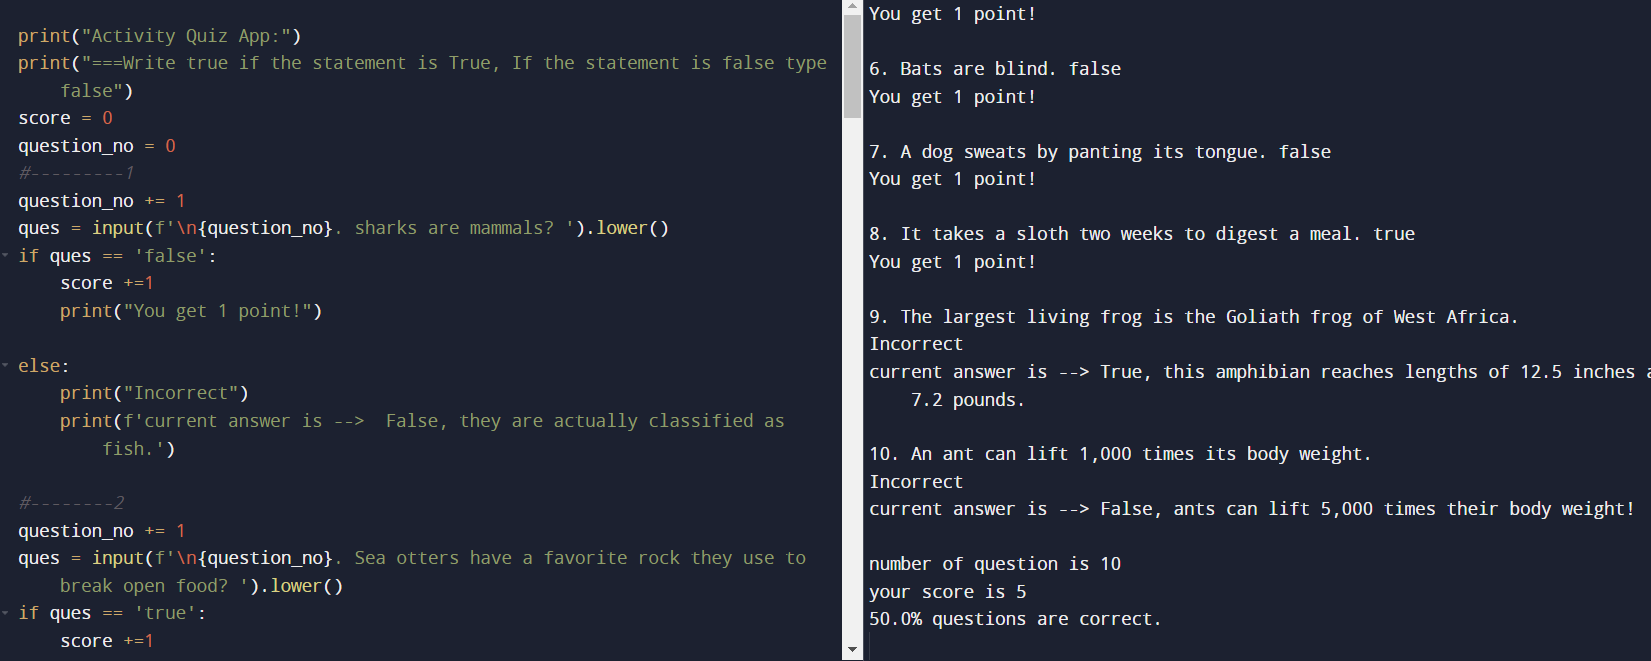 print("Activity Quiz App:")
print("===Write true if the statement is True, If the statement is false type
false")
score = 0
question_no = 0
#---------1
question_no += 1
ques = input(f'\n{question_no}. sharks are mammals? ').lower()
if ques == 'false':
score +=1
print("You get 1 point!")
else:
print("Incorrect")
print(f'current answer is -->  False, they are actually classified as
fish.')
#--------2
question_no += 1
ques = input(f'\n{question_no}. Sea otters have a favorite rock they use to
break open food? ').lower()
if ques == 'true':
score +=1
You get 1 point!
6. Bats are blind. false
You get 1 point!
7. A dog sweats by panting its tongue. false
You get 1 point!
8. It takes a sloth two weeks to digest a meal. true
You get 1 point!
9. The largest living frog is the Goliath frog of West Africa.
Incorrect
current answer is --> True, this amphibian reaches lengths of 12.5 inches
7.2 pounds.
10. An ant can lift 1,000 times its body weight.
Incorrect
current answer is --> False, ants can lift 5,000 times their body weight!
number of question is 10
your score is 5
50.0% questions are correct.